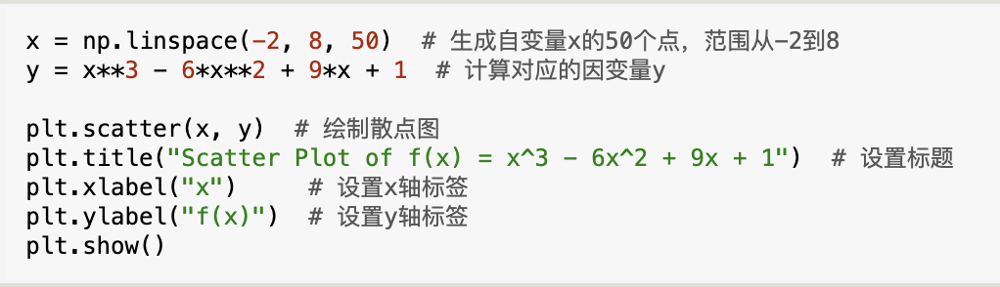 x = np.linspace(-2, 8, 50)  # 生成自变量x的50个点，范围从-2到8
y = x**3 - 6*x**2 + 9*x + 1  # 计算对应的因变量y
plt.scatter(x, y)  # 绘制散点图
plt.title("Scatter Plot of f(x) = x^3 - 6x^2 + 9x + 1")  # 设置标题
plt.xlabel("x")     # 设置x轴标签
plt.ylabel("f(x)")  # 设置y轴标签
plt.show()